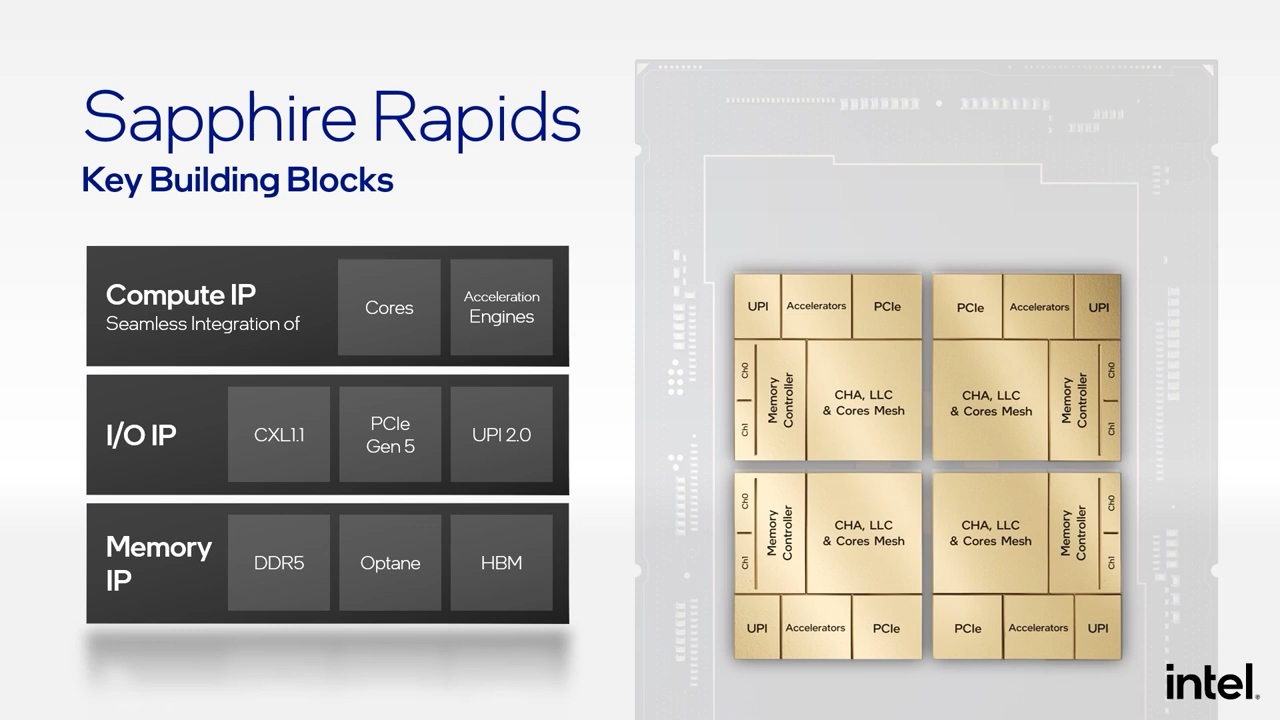 Sapphire Rapids
Key Building Blocks
Compute IP
Seamless Integration of
Cores
Acceleration
Engines
I/O IP
CXL1.1
PCIe
Gen 5
UPI 2.0
Memory
IP
DDR5
Optane
HBM
UPI
Accelerators
PCIe
Ch0
Ch1
Memory
Controller
CHA, LLC
& Cores Mesh
PCIe
Accelerators
UPI
CHA, LLC
& Cores Mesh
Memory
Controller
Ch0
Ch1
Ch0
Ch1
Memory
Controller
CHA, LLC
& Cores Mesh
UPI
Accelerators
PCIe
CHA, LLC
& Cores Mesh
Memory
Controller
Ch0
Ch1
PCIe
Accelerators
UPI
intel.